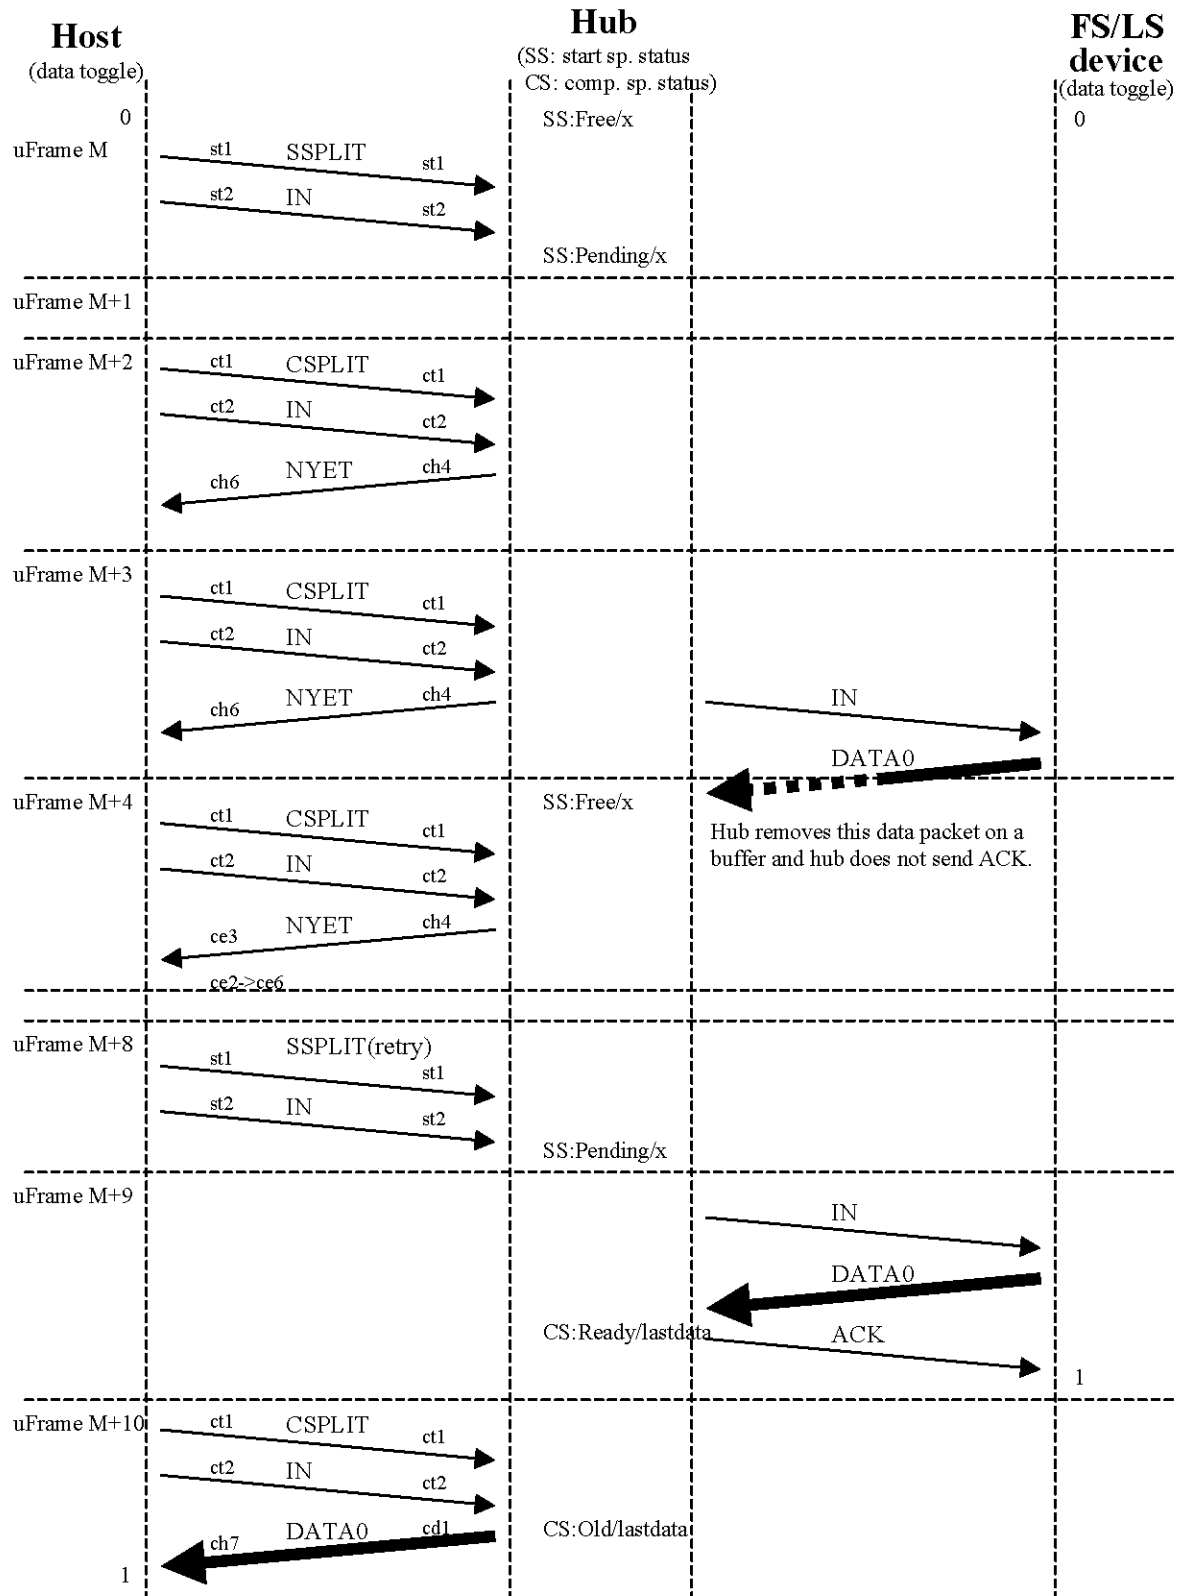 Host
(data toggle)
Hub
(SS: start sp. status
CS: comp. sp. status)
FS/LS
device
(data toggle)
0
SS:Free/x
0
uFrame M
st1
SSPLIT
st1
st2
IN
st2
SS:Pending/x
uFrame M+1
uFrame M+2
ct1
CSPLIT
ct1
ct2
IN
ct2
NYET
ch4
ch6
uFrame M+3
ct1
CSPLIT
ct1
ct2
IN
ct2
NYET
ch4
ch6
IN
DATA0
uFrame M+4
SS:Free/x
ct1
CSPLIT
ct1
Hub removes this data packet on a
buffer and hub does not send ACK.
ct2
IN
ct2
NYET
ch4
ce3
ce2->ce6
uFrame M+8
SSPLIT(retry)
st1
st1
st2
IN
st2
SS:Pending/x
uFrame M+9
IN
DATA0
CS:Ready/lastdata
ACK
1
uFrame M+10
ct1
CSPLIT
ct1
ct2
IN
ct2
DATA0
cd1
CS:Old/lastdata
ch7
1